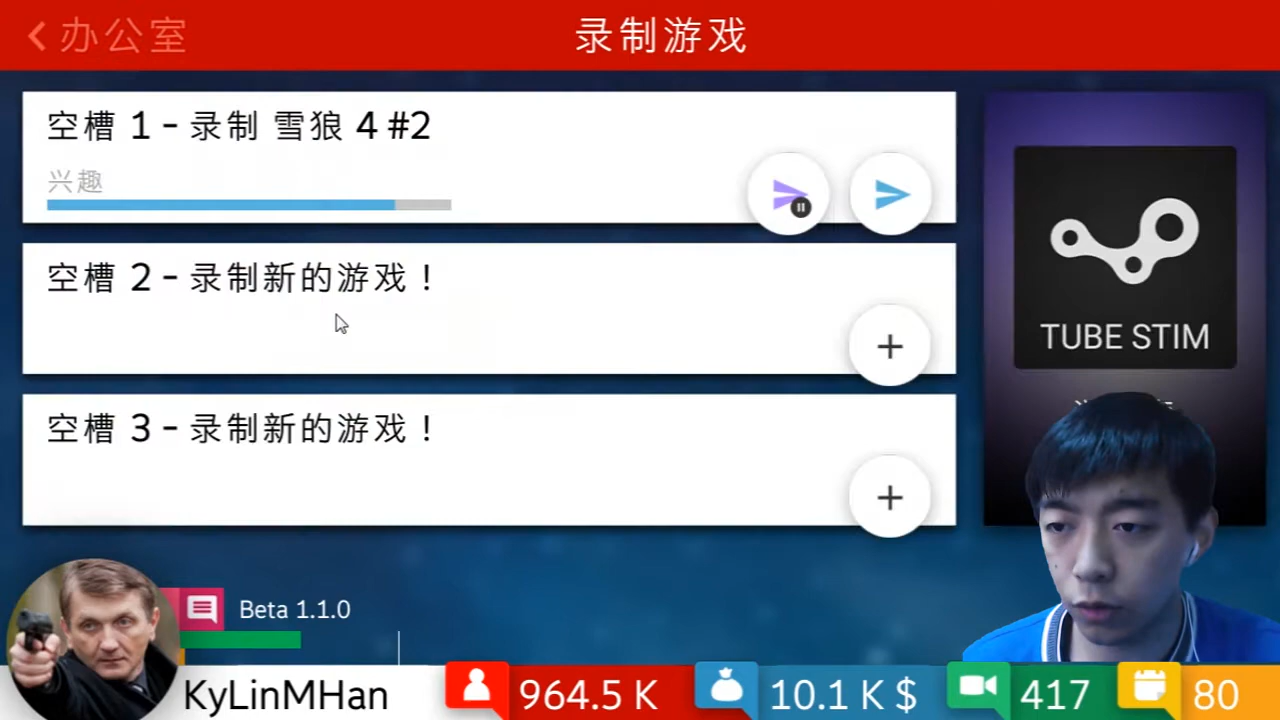 办公室
录制游戏
空槽 1 - 录制 雪狼 4 #2
兴趣
空槽 2 - 录制新的游戏！
空槽 3 - 录制新的游戏！
TUBE STIM
Beta 1.1.0
KyLinMHan
964.5 K
10.1 K $
417
80